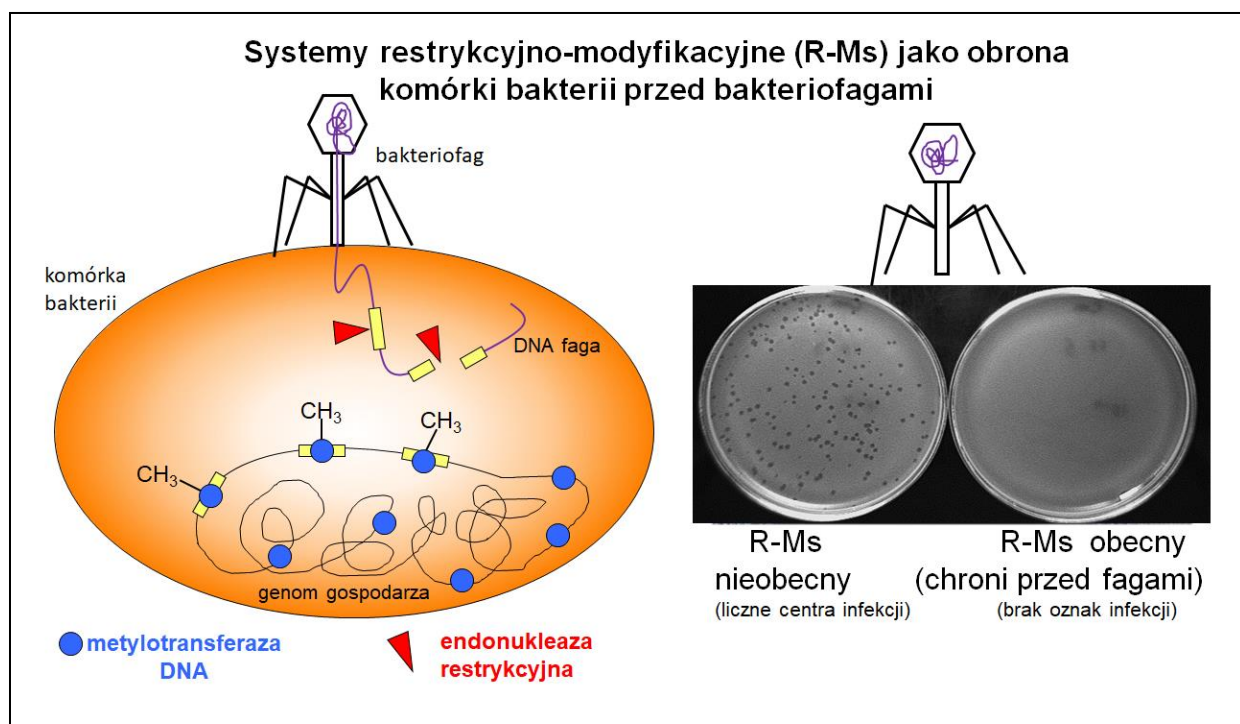 Systemy restrykcyjno-modyfikacyjne (R-Ms) jako obrona
komórki bakterii przed bakteriofagami
bakteriofag
komórka
bakterii
DNA faga
CH₃
CH₃
CH₃
genom gospodarza
metylotransferaza
DNA
endonukleaza
restrykcyjna
R-Ms
nieobecny
(liczne centra infekcji)
R-Ms obecny
(chroni przed fagami)
(brak oznak infekcji)